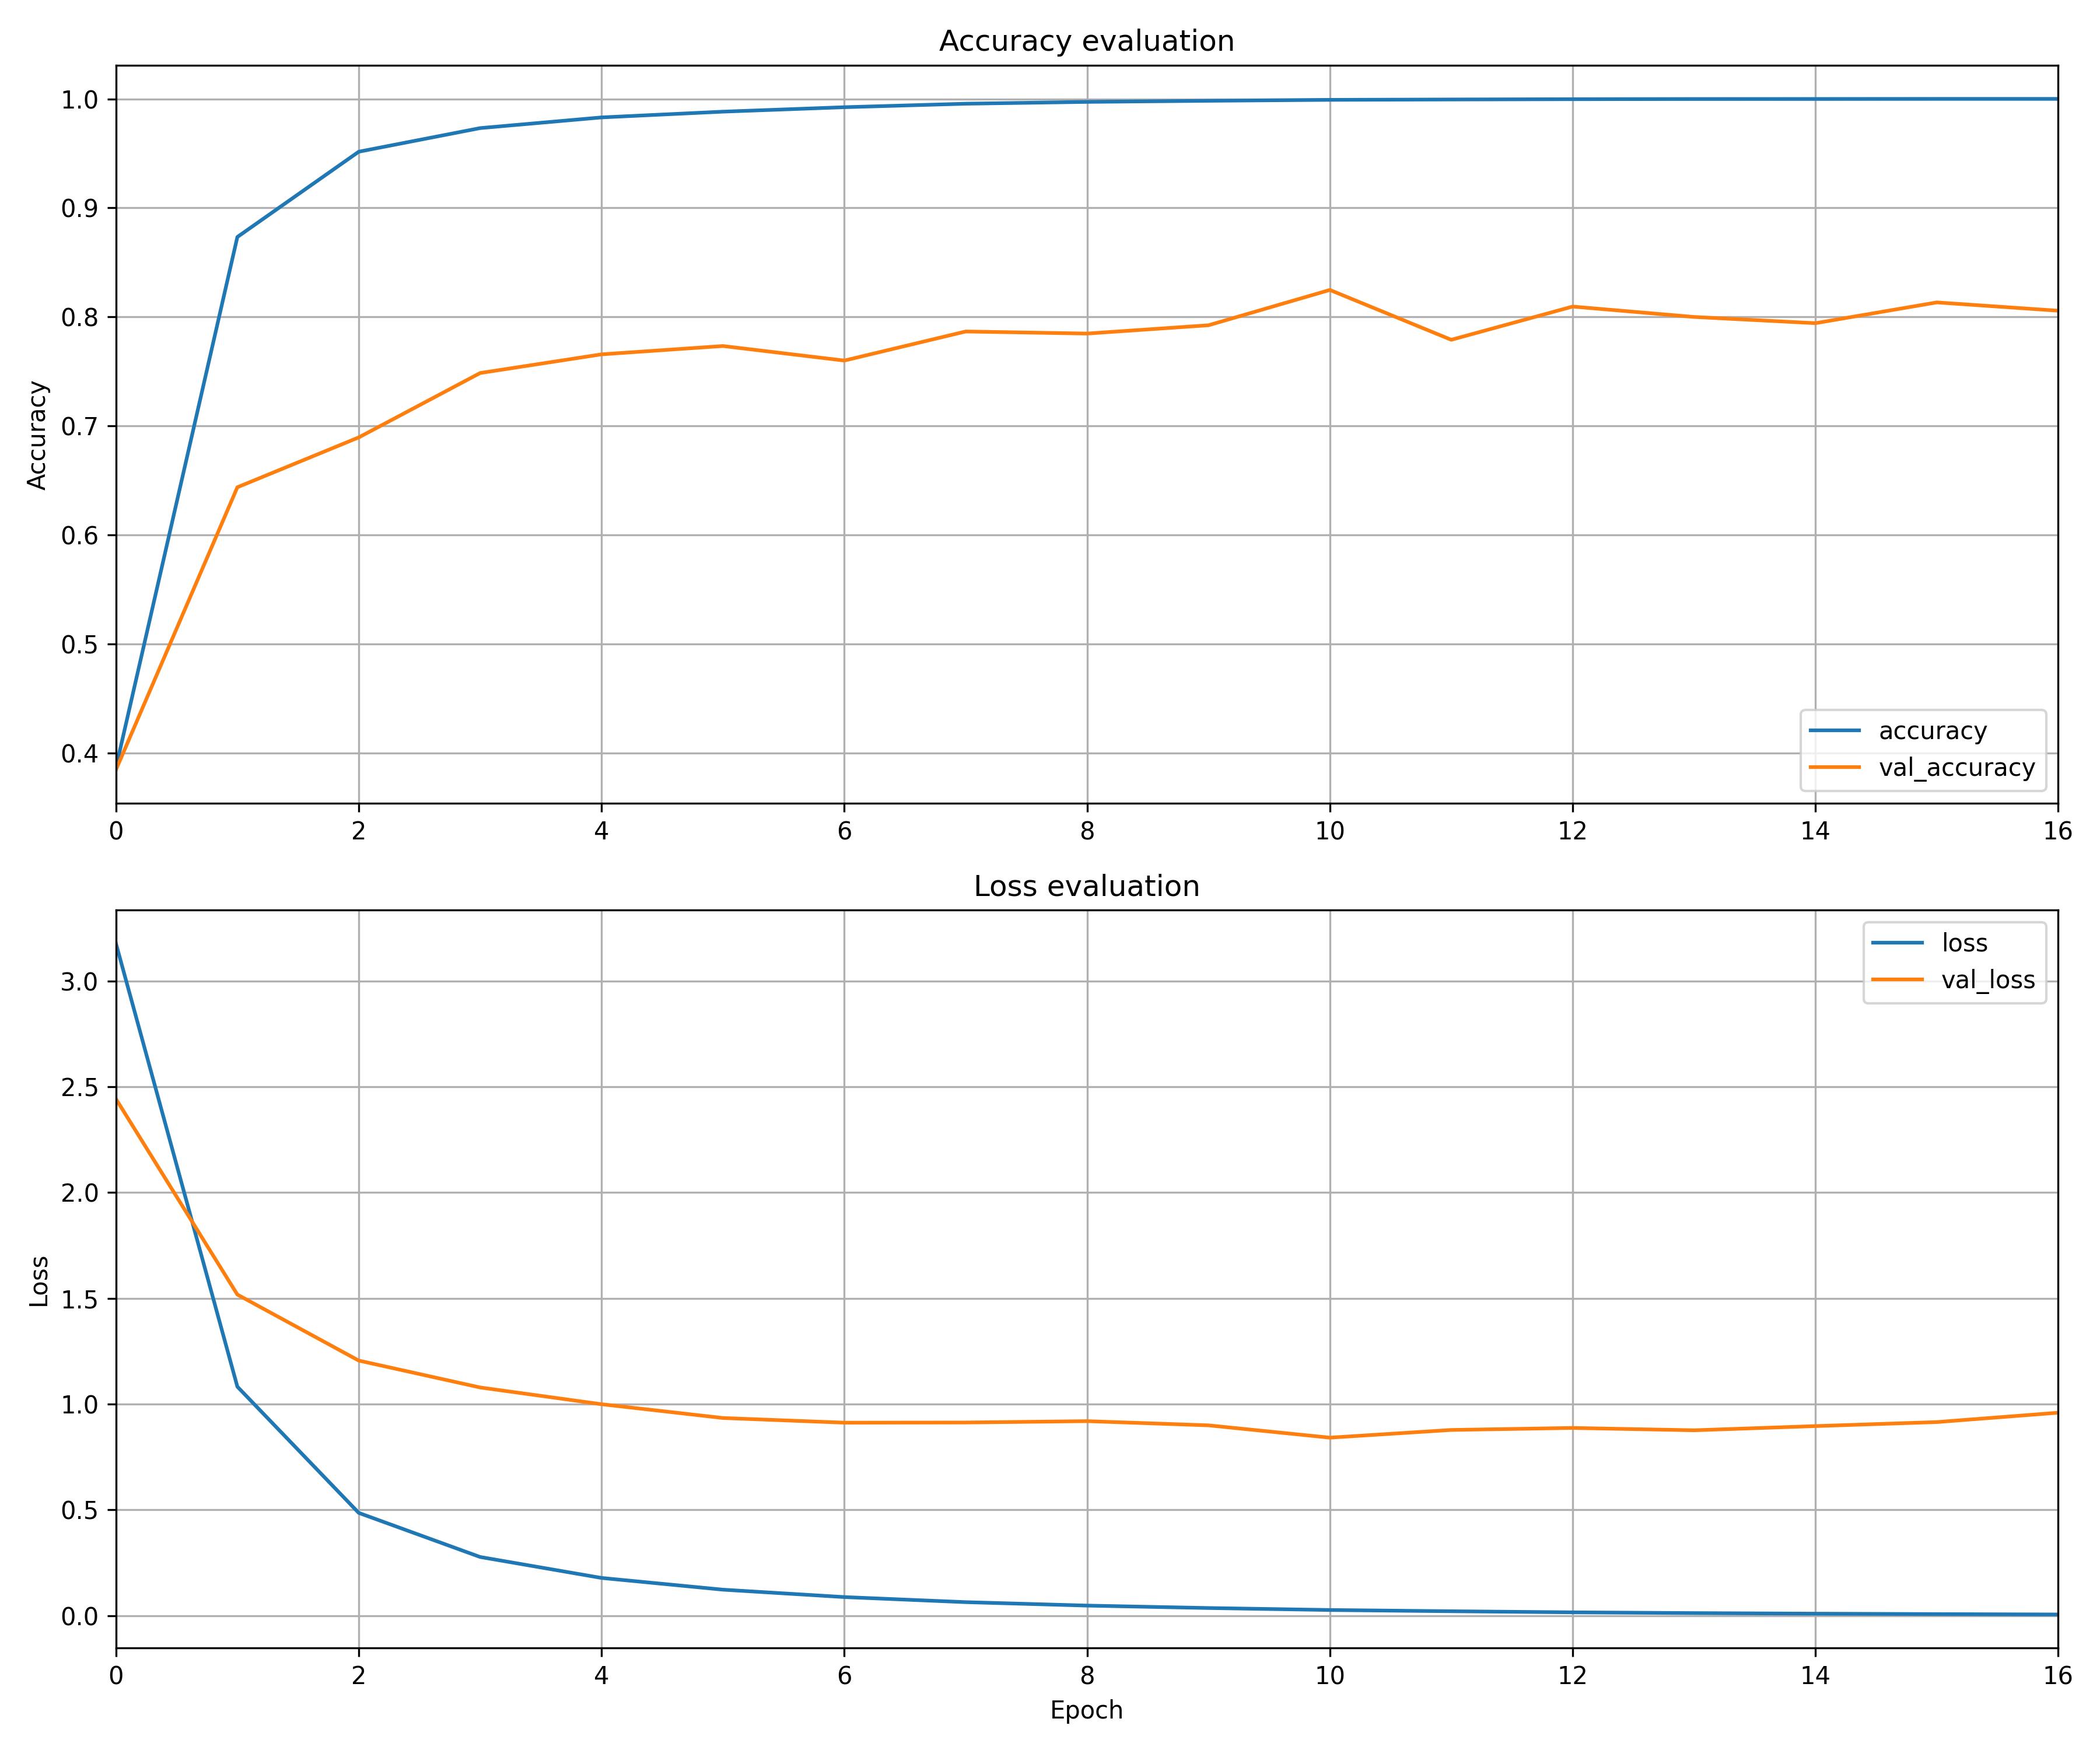 Accuracy evaluation
1.0
0.9
0.8
0.7
0.6
0.5
0.4
Accuracy
accuracy
val_accuracy
0 2 4 6 8 10 12 14 16
Loss evaluation
loss
val_loss
3.0
2.5
2.0
1.5
1.0
0.5
0.0
Loss
0 2 4 6 8 10 12 14 16
Epoch